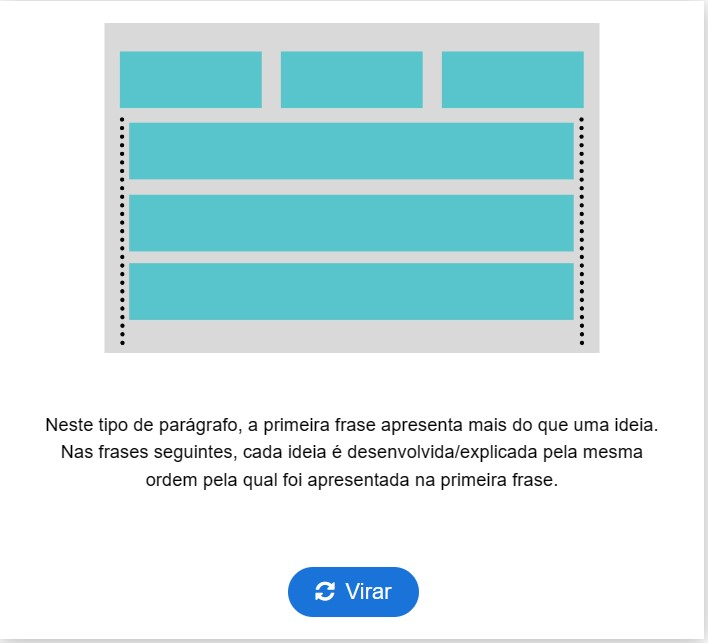 Neste tipo de parágrafo, a primeira frase apresenta mais do que uma ideia.
Nas frases seguintes, cada ideia é desenvolvida/explicada pela mesma
ordem pela qual foi apresentada na primeira frase.
Virar